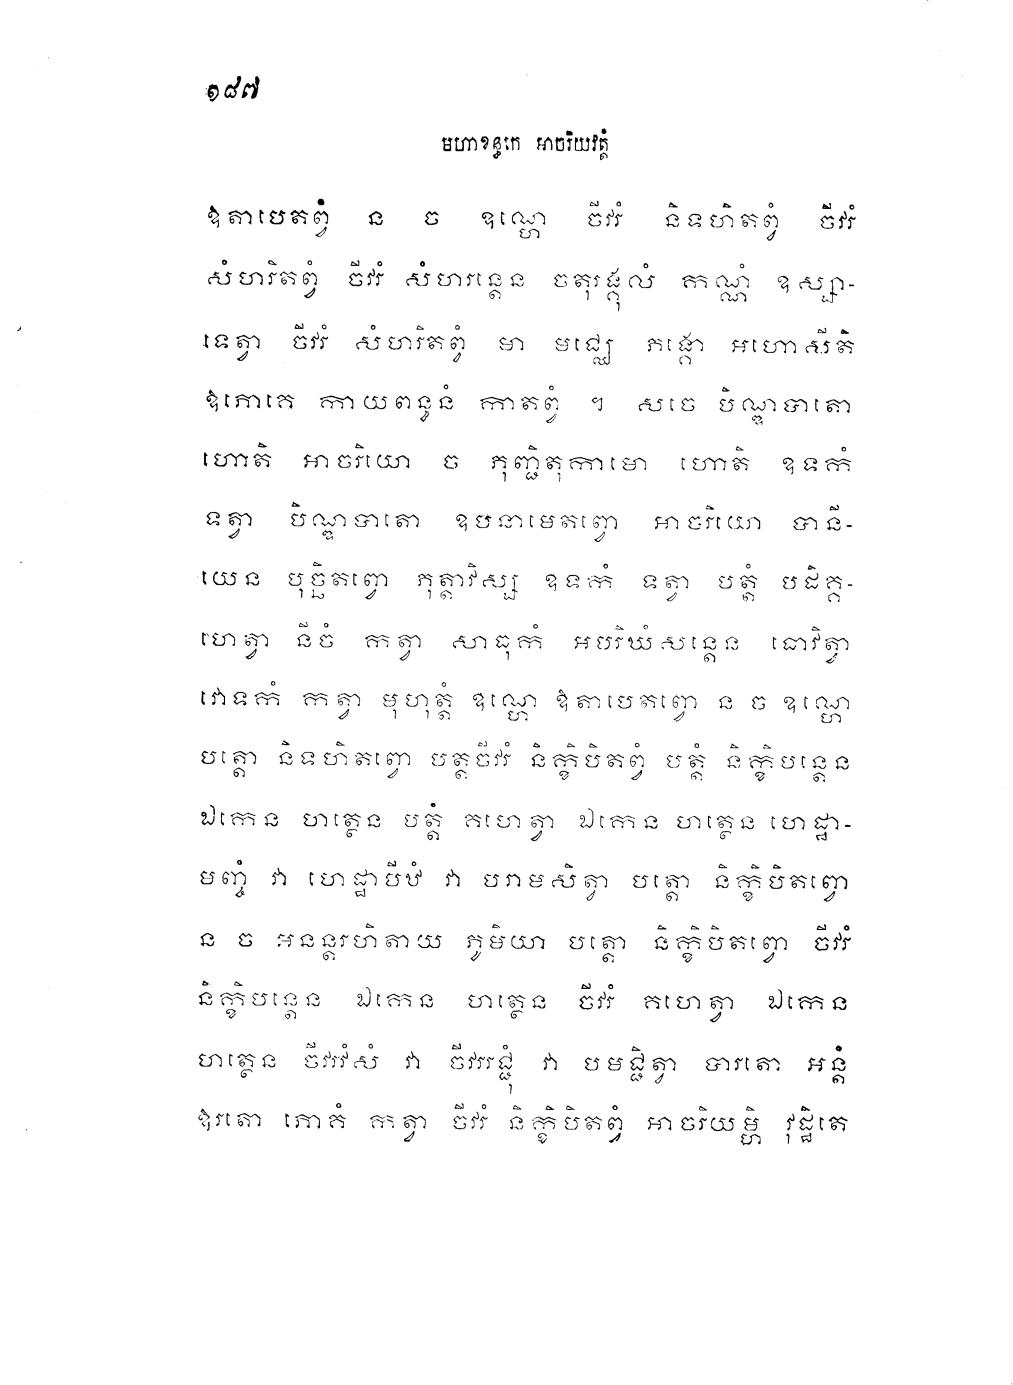 ១៨៧
មហាខន្ធកេ អាចរិយវត្តំ
ឱតាបេតព្វំ ន ច ឧណ្ហេ ចីវរំ និទហិតព្វំ ចីវរំ
សំហរិតព្វំ ចីវរំ សំហរន្តេន ចតុរង្គុលំ កណ្ណំ ឧស្សា-
ទេត្វា ចីវរំ សំហរិតព្វំ មា មជ្ឈេ ភង្គោ អហោសីតិ
ឱភោគេ កាយពន្ធនំ កាតព្វំ ។ សចេ បិណ្ឌបាតោ
ហោតិ អាចរិយោ ច ភុញ្ជិតុកាមោ ហោតិ ឧទកំ
ទត្វា បិណ្ឌបាតោ ឧបនាមេតព្វោ អាចរិយោ បានី-
យេន បុច្ឆិតព្វោ ភុត្តាវិស្ស ឧទកំ ទត្វា បត្តំ បដិគ្គ-
ហេត្វា នីចំ កត្វា សាធុកំ អបរិឃំសន្តេន ធោវិត្វា
វោទកំ កត្វា មុហុត្តំ ឧណ្ហេ ឱតាបេតព្វោ ន ច ឧណ្ហេ
បត្តោ និទហិតព្វោ បត្តចីវរំ និក្ខិបិតព្វំ បត្តំ និក្ខិបន្តេន
ឯកេន ហត្ថេន បត្តំ គហេត្វា ឯកេន ហត្ថេន ហេដ្ឋា-
មញ្ចំ វា ហេដ្ឋាបីឋំ វា បរាមសិត្វា បត្តោ និក្ខិបិតព្វោ
ន ច អនន្តរហិតាយ ភូមិយា បត្តោ និក្ខិបិតព្វោ ចីវរំ
និក្ខិបន្តេន ឯកេន ហត្ថេន ចីវរំ គហេត្វា ឯកេន
ហត្ថេន ចីវរវំសំ វា ចីវររជ្ជុំ វា បមជ្ជិត្វា បារតោ អន្តំ
ឱរតោ ភោគំ កត្វា ចីវរំ និក្ខិបិតព្វំ អាចរិយម្ហិ វុដ្ឋិតេ